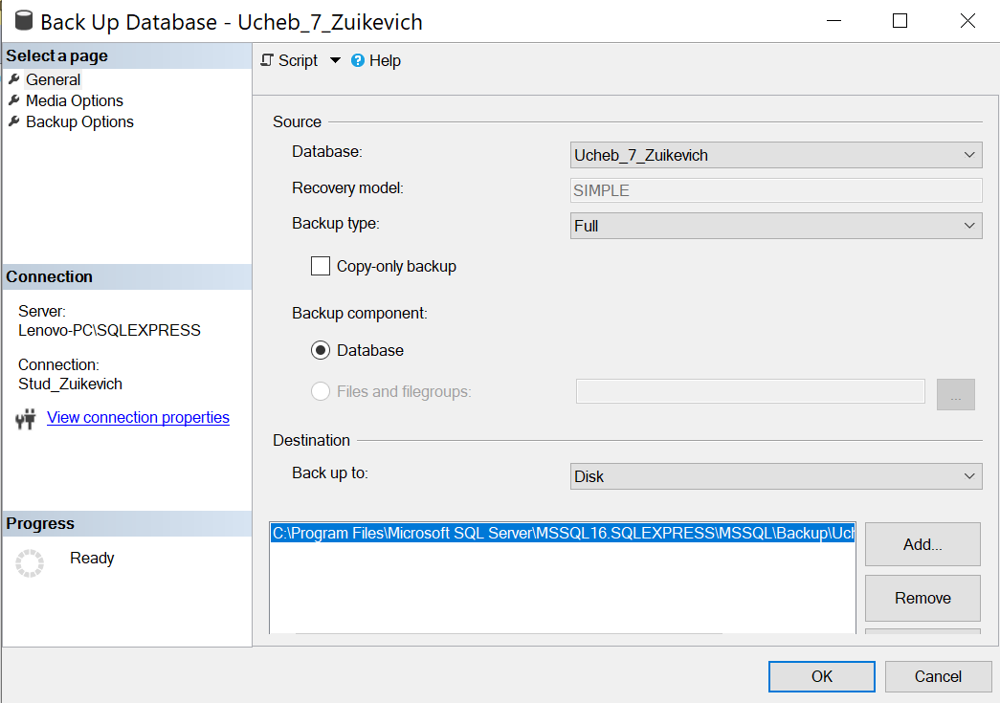 Back Up Database - Ucheb_7_Zuikevich
Select a page
General
Media Options
Backup Options
Script
Help
Source
Database:
Ucheb_7_Zuikevich
Recovery model:
SIMPLE
Backup type:
Full
Copy-only backup
Backup component:
Database
Files and filegroups:
...
Destination
Back up to:
Disk
C:\Program Files\Microsoft SQL Server\MSSQL16.SQLEXPRESS\MSSQL\Backup\Uch
Add...
Remove
Connection
Server:
Lenovo-PC\SQLEXPRESS
Connection:
Stud_Zuikevich
View connection properties
Progress
Ready
OK
Cancel